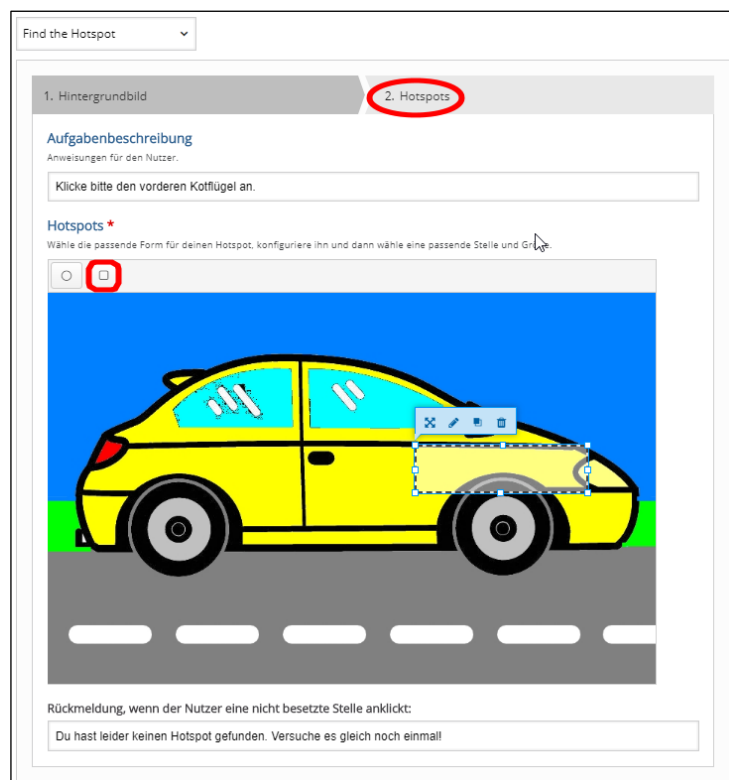 Find the Hotspot
1. Hintergrundbild
2. Hotspots
Aufgabenbeschreibung
Anweisungen für den Nutzer.
Klicke bitte den vorderen Kotflügel an.
Hotspots *
Wähle die passende Form für deinen Hotspot, konfiguriere ihn und dann wähle eine passende Stelle und Größe.
Rückmeldung, wenn der Nutzer eine nicht besetzte Stelle anklickt:
Du hast leider keinen Hotspot gefunden. Versuche es gleich noch einmal!